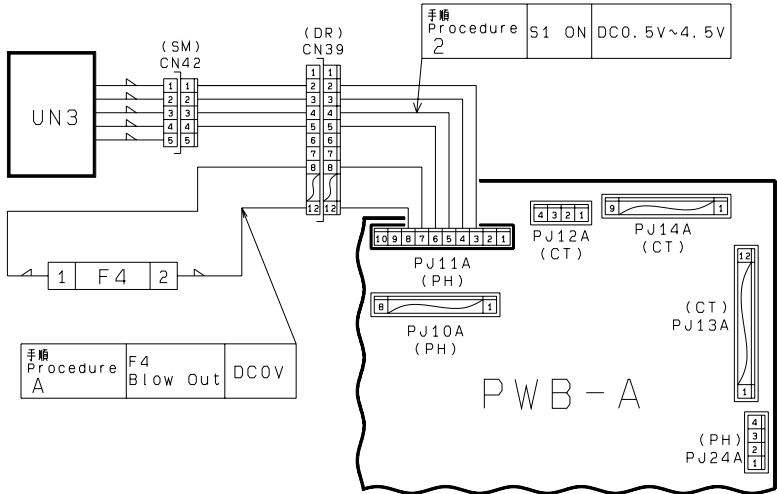 手順
Procedure
2
S1 ON
DC0.5V~4.5V
(SM)
CN42
(DR)
CN39
UN3
1 1
2 2
3 3
4 4
5 5
1 1
2 2
3 3
4 4
5 5
6 6
7 7
8 8
12 12
10 9 8 7 6 5 4 3 2 1
PJ11A
(PH)
4 3 2 1
PJ12A
(CT)
9 1
PJ14A
(CT)
1 F4 2
8 1
PJ10A
(PH)
12
(CT)
PJ13A
1
手順
Procedure
A
F4
Blow Out
DC0V
PWB-A
4
3
2
1
(PH)
PJ24A